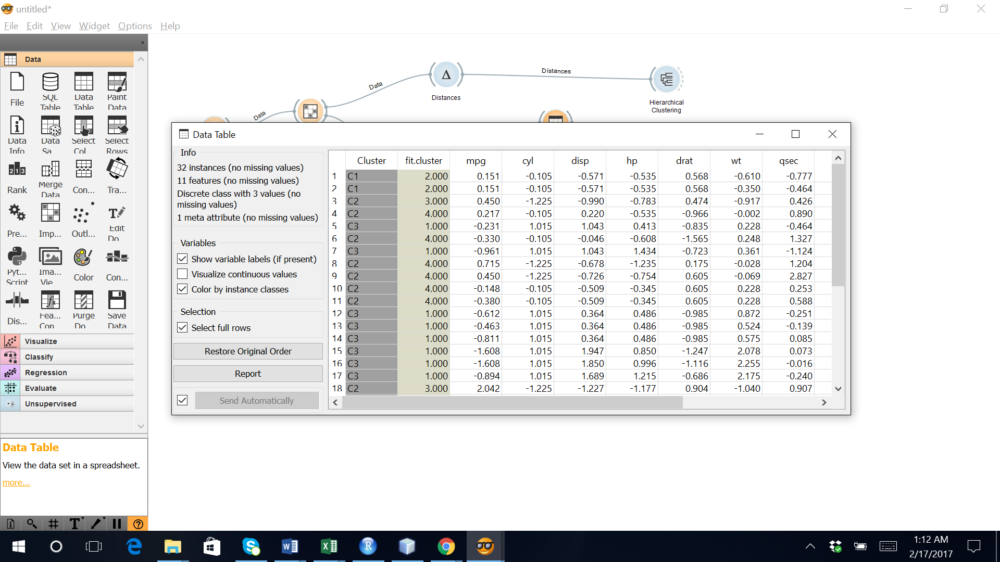 untitled*
File Edit View Widget Options Help
Data
File
SQL Table
Data Table
Paint Data
Data Info
Data Sa...
Select Col...
Select Rows
Rank
Merge Data
Con...
Tra...
Pre...
Imp...
Outl...
Edit Do...
Pyt... Script
Ima... Vie...
Color
Con...
Dis...
Fea... Con...
Purge Do...
Save Data
Visualize
Classify
Regression
Evaluate
Unsupervised
Data Table
View the data set in a spreadsheet.
more...
Data
Data
Distances
Distances
Hierarchical
Clustering
Data Table
Info
32 instances (no missing values)
11 features (no missing values)
Discrete class with 3 values (no
missing values)
1 meta attribute (no missing values)
Variables
Show variable labels (if present)
Visualize continuous values
Color by instance classes
Selection
Select full rows
Restore Original Order
Report
Send Automatically
Cluster fit.cluster mpg cyl disp hp drat wt qsec
1 C1 2.000 0.151 -0.105 -0.571 -0.535 0.568 -0.610 -0.777
2 C1 2.000 0.151 -0.105 -0.571 -0.535 0.568 -0.350 -0.464
3 C2 3.000 0.450 -1.225 -0.990 -0.783 0.474 -0.917 0.426
4 C2 4.000 0.217 -0.105 0.220 -0.535 -0.966 -0.002 0.890
5 C3 1.000 -0.231 1.015 1.043 0.413 -0.835 0.228 -0.464
6 C2 4.000 -0.330 -0.105 -0.046 -0.608 -1.565 0.248 1.327
7 C3 1.000 -0.961 1.015 1.043 1.434 -0.723 0.361 -1.124
8 C2 4.000 0.715 -1.225 -0.678 -1.235 0.175 -0.028 1.204
9 C2 4.000 0.450 -1.225 -0.726 -0.754 0.605 -0.069 2.827
10 C2 4.000 -0.148 -0.105 -0.509 -0.345 0.605 0.228 0.253
11 C2 4.000 -0.380 -0.105 -0.509 -0.345 0.605 0.228 0.588
12 C3 1.000 -0.612 1.015 0.364 0.486 -0.985 0.872 -0.251
13 C3 1.000 -0.463 1.015 0.364 0.486 -0.985 0.524 -0.139
14 C3 1.000 -0.811 1.015 0.364 0.486 -0.985 0.575 0.085
15 C3 1.000 -1.608 1.015 1.947 0.850 -1.247 2.078 0.073
16 C3 1.000 -1.608 1.015 1.850 0.996 -1.116 2.255 -0.016
17 C3 1.000 -0.894 1.015 1.689 1.215 -0.686 2.175 -0.240
18 C2 3.000 2.042 -1.225 -1.227 -1.177 0.904 -1.040 0.907
1:12 AM
2/17/2017